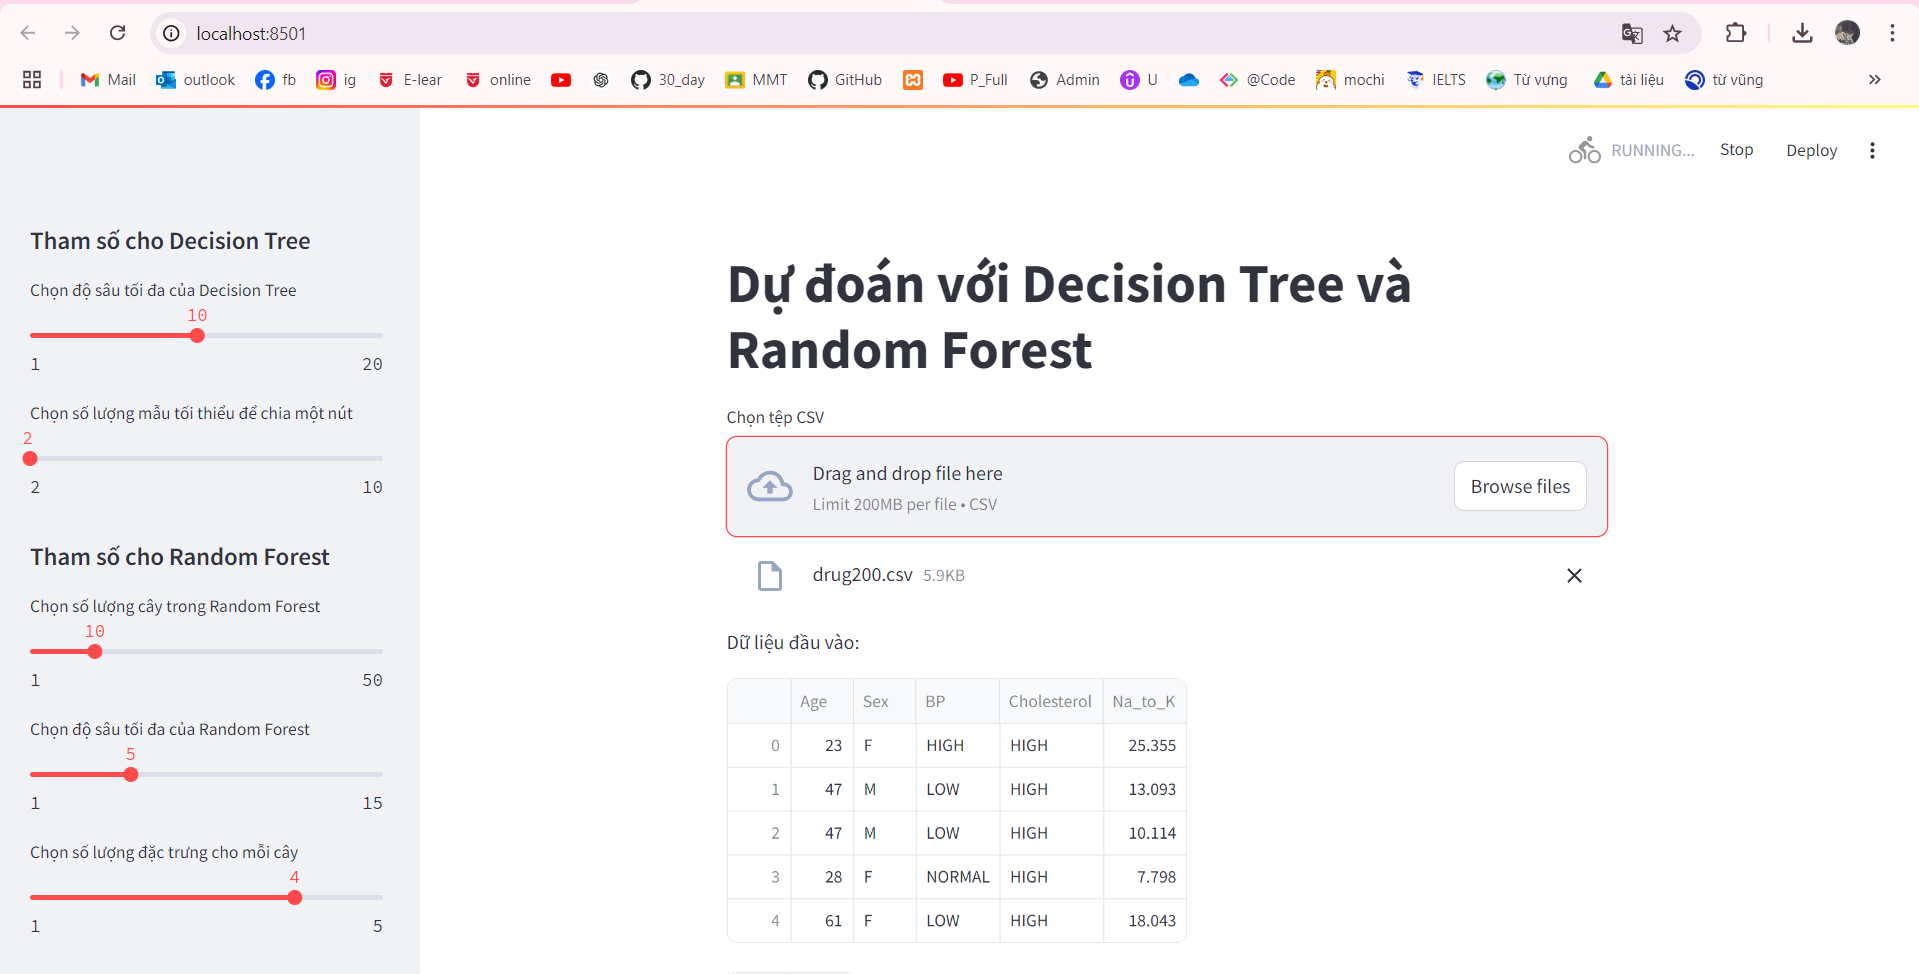 localhost:8501
Mail
outlook
fb
ig
E-lear
online
30_day
MMT
GitHub
P_Full
Admin
U
@Code
mochi
IELTS
Từ vựng
tài liệu
từ vũng
RUNNING...
Stop
Deploy
Tham số cho Decision Tree
Chọn độ sâu tối đa của Decision Tree
10
1 20
Chọn số lượng mẫu tối thiểu để chia một nút
2
2 10
Tham số cho Random Forest
Chọn số lượng cây trong Random Forest
10
1 50
Chọn độ sâu tối đa của Random Forest
5
1 15
Chọn số lượng đặc trưng cho mỗi cây
4
1 5
Dự đoán với Decision Tree và
Random Forest
Chọn tệp CSV
Drag and drop file here
Limit 200MB per file • CSV
Browse files
drug200.csv 5.9KB
Dữ liệu đầu vào:
Age Sex BP Cholesterol Na_to_K
0 23 F HIGH HIGH 25.355
1 47 M LOW HIGH 13.093
2 47 M LOW HIGH 10.114
3 28 F NORMAL HIGH 7.798
4 61 F LOW HIGH 18.043